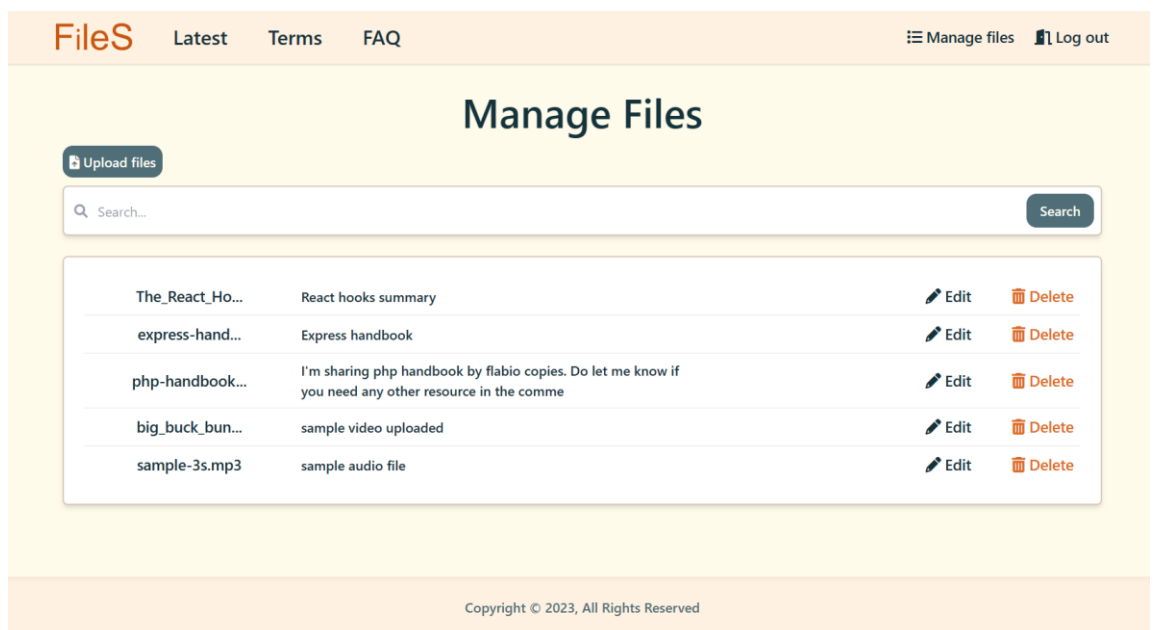 FileS Latest Terms FAQ Manage files Log out
Manage Files
Upload files
Search... Search
The_React_Ho... React hooks summary Edit Delete
express-hand... Express handbook Edit Delete
php-handbook... I'm sharing php handbook by flabio copies. Do let me know if
you need any other resource in the comme Edit Delete
big_buck_bun... sample video uploaded Edit Delete
sample-3s.mp3 sample audio file Edit Delete
Copyright © 2023, All Rights Reserved